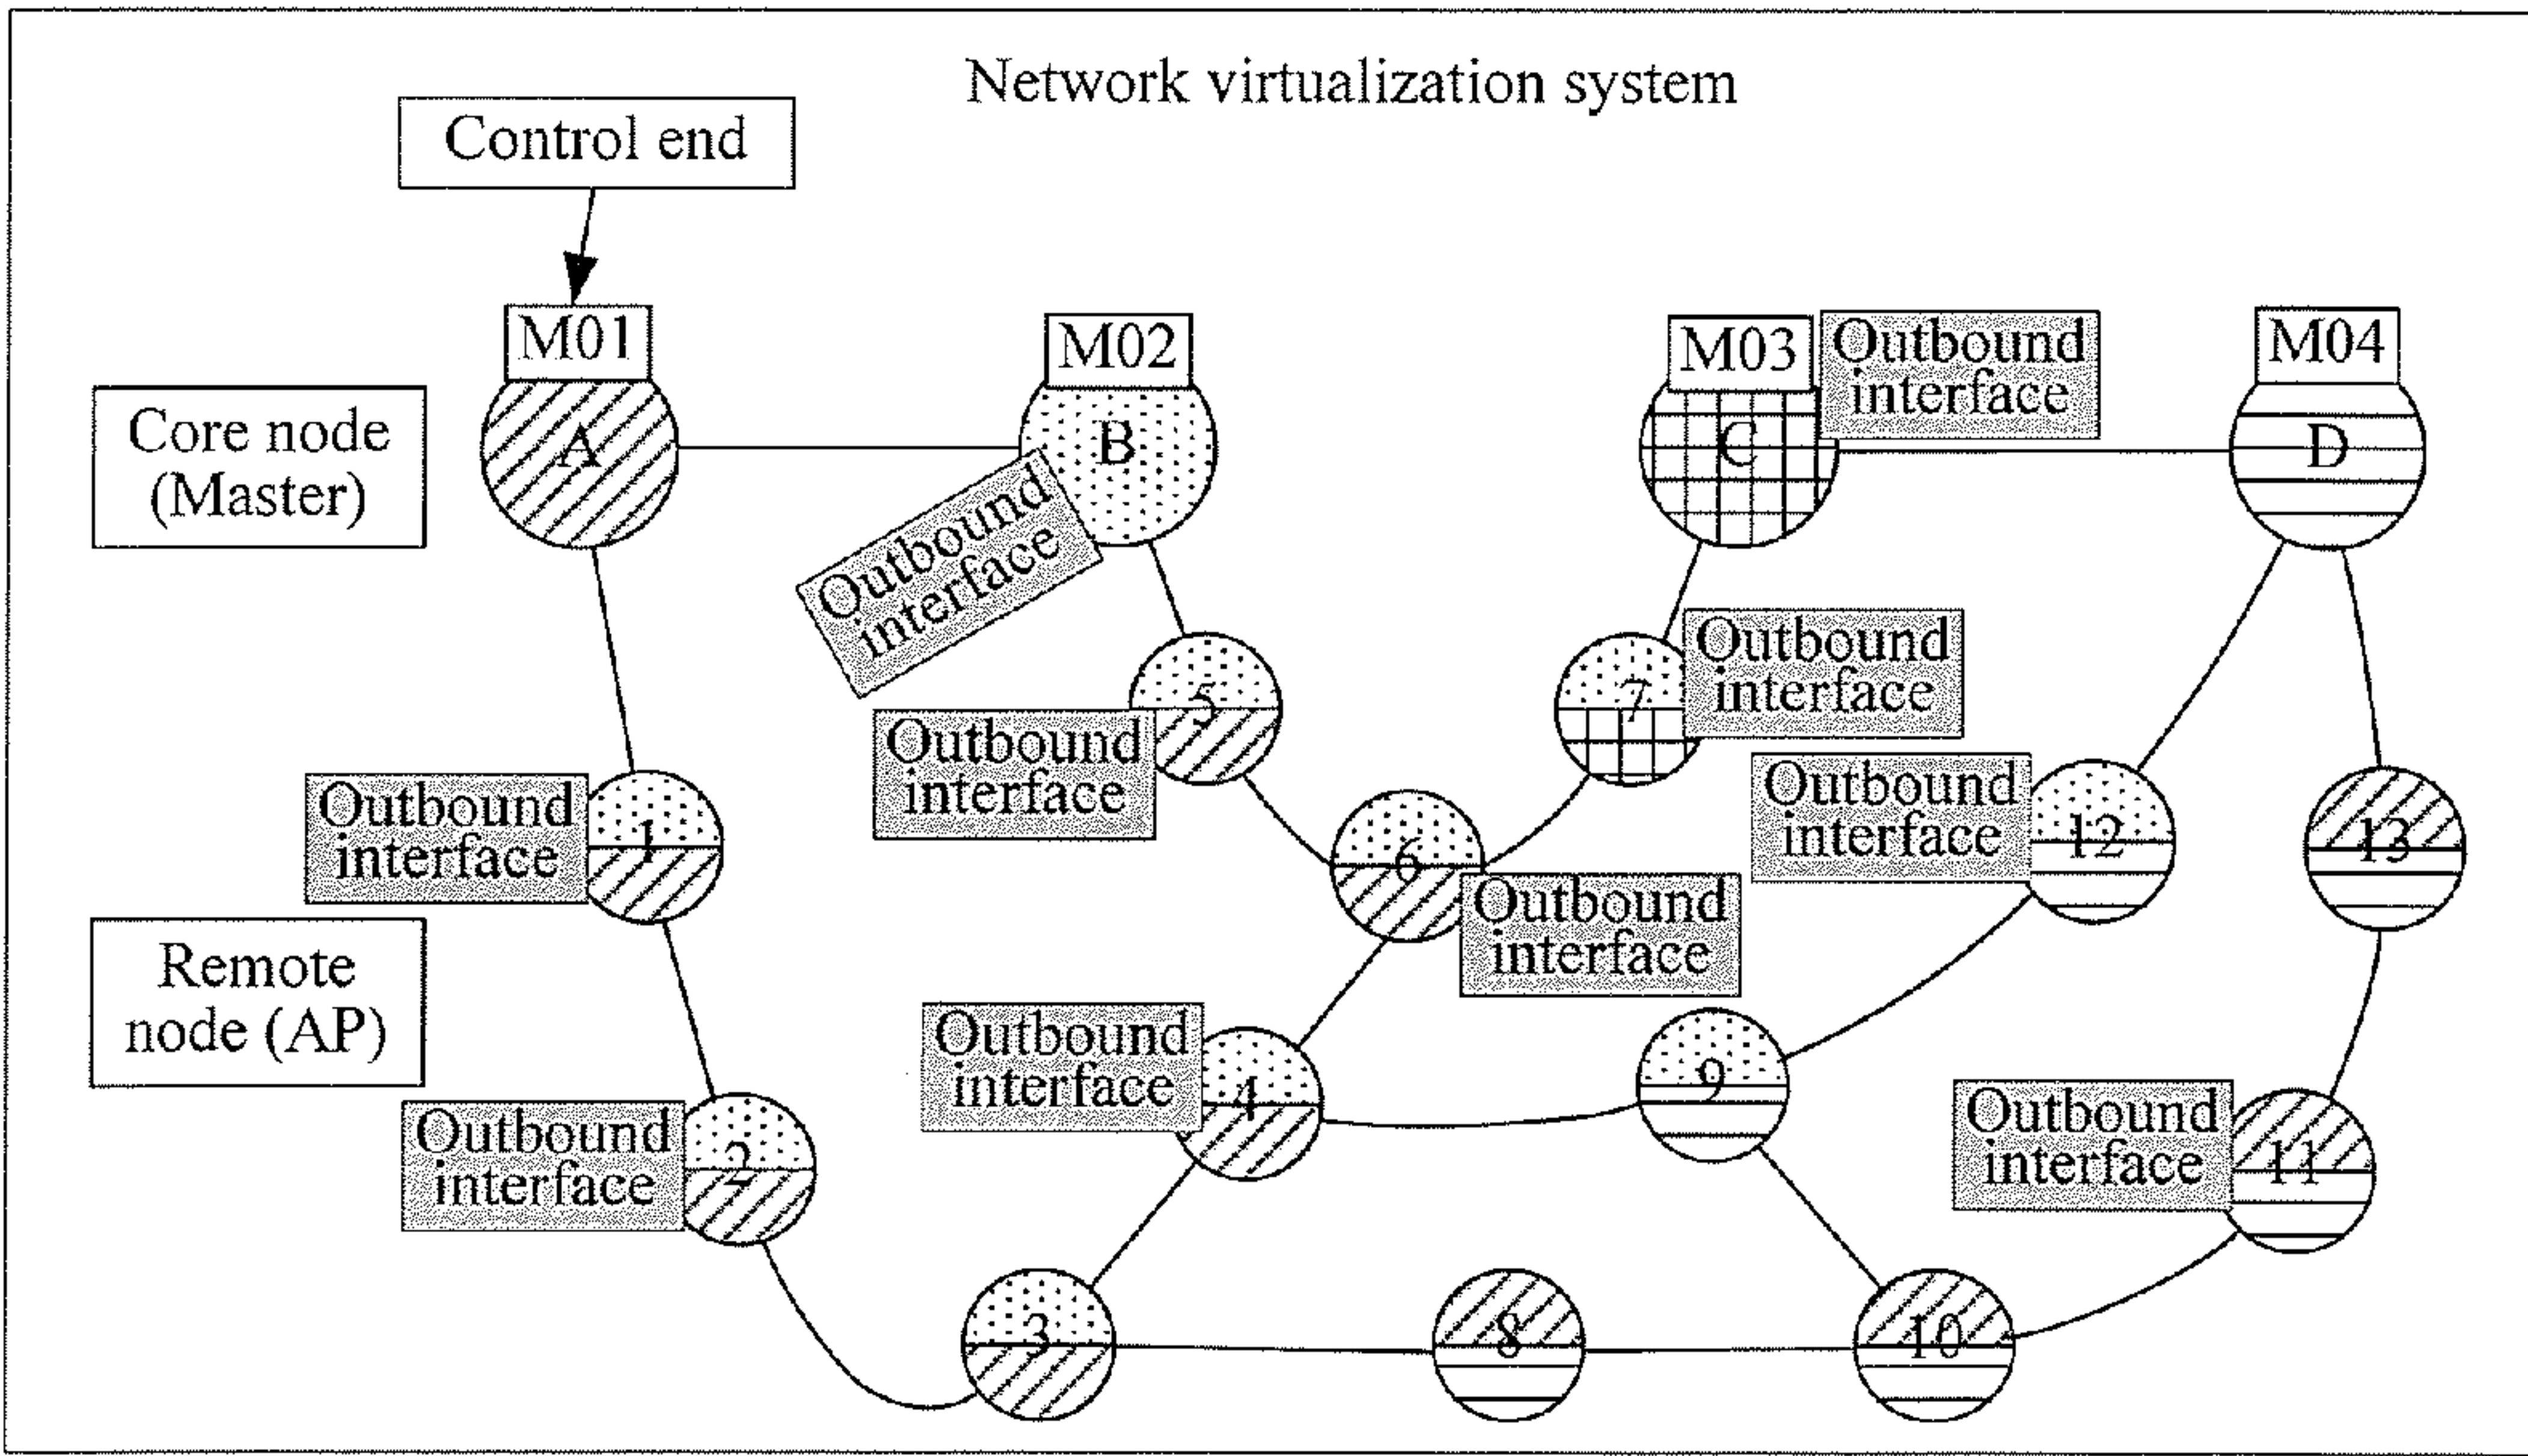 Network virtualization system
Control end
M01
M02
M03
Outbound
interface
M04
Core node
(Master)
A
B
C
D
Outbound
interface
Outbound
interface
5
7
Outbound
interface
Outbound
interface
1
6
Outbound
interface
12
13
Outbound
interface
Remote
node (AP)
Outbound
interface
4
9
Outbound
interface
2
Outbound
interface
11
3
8
10